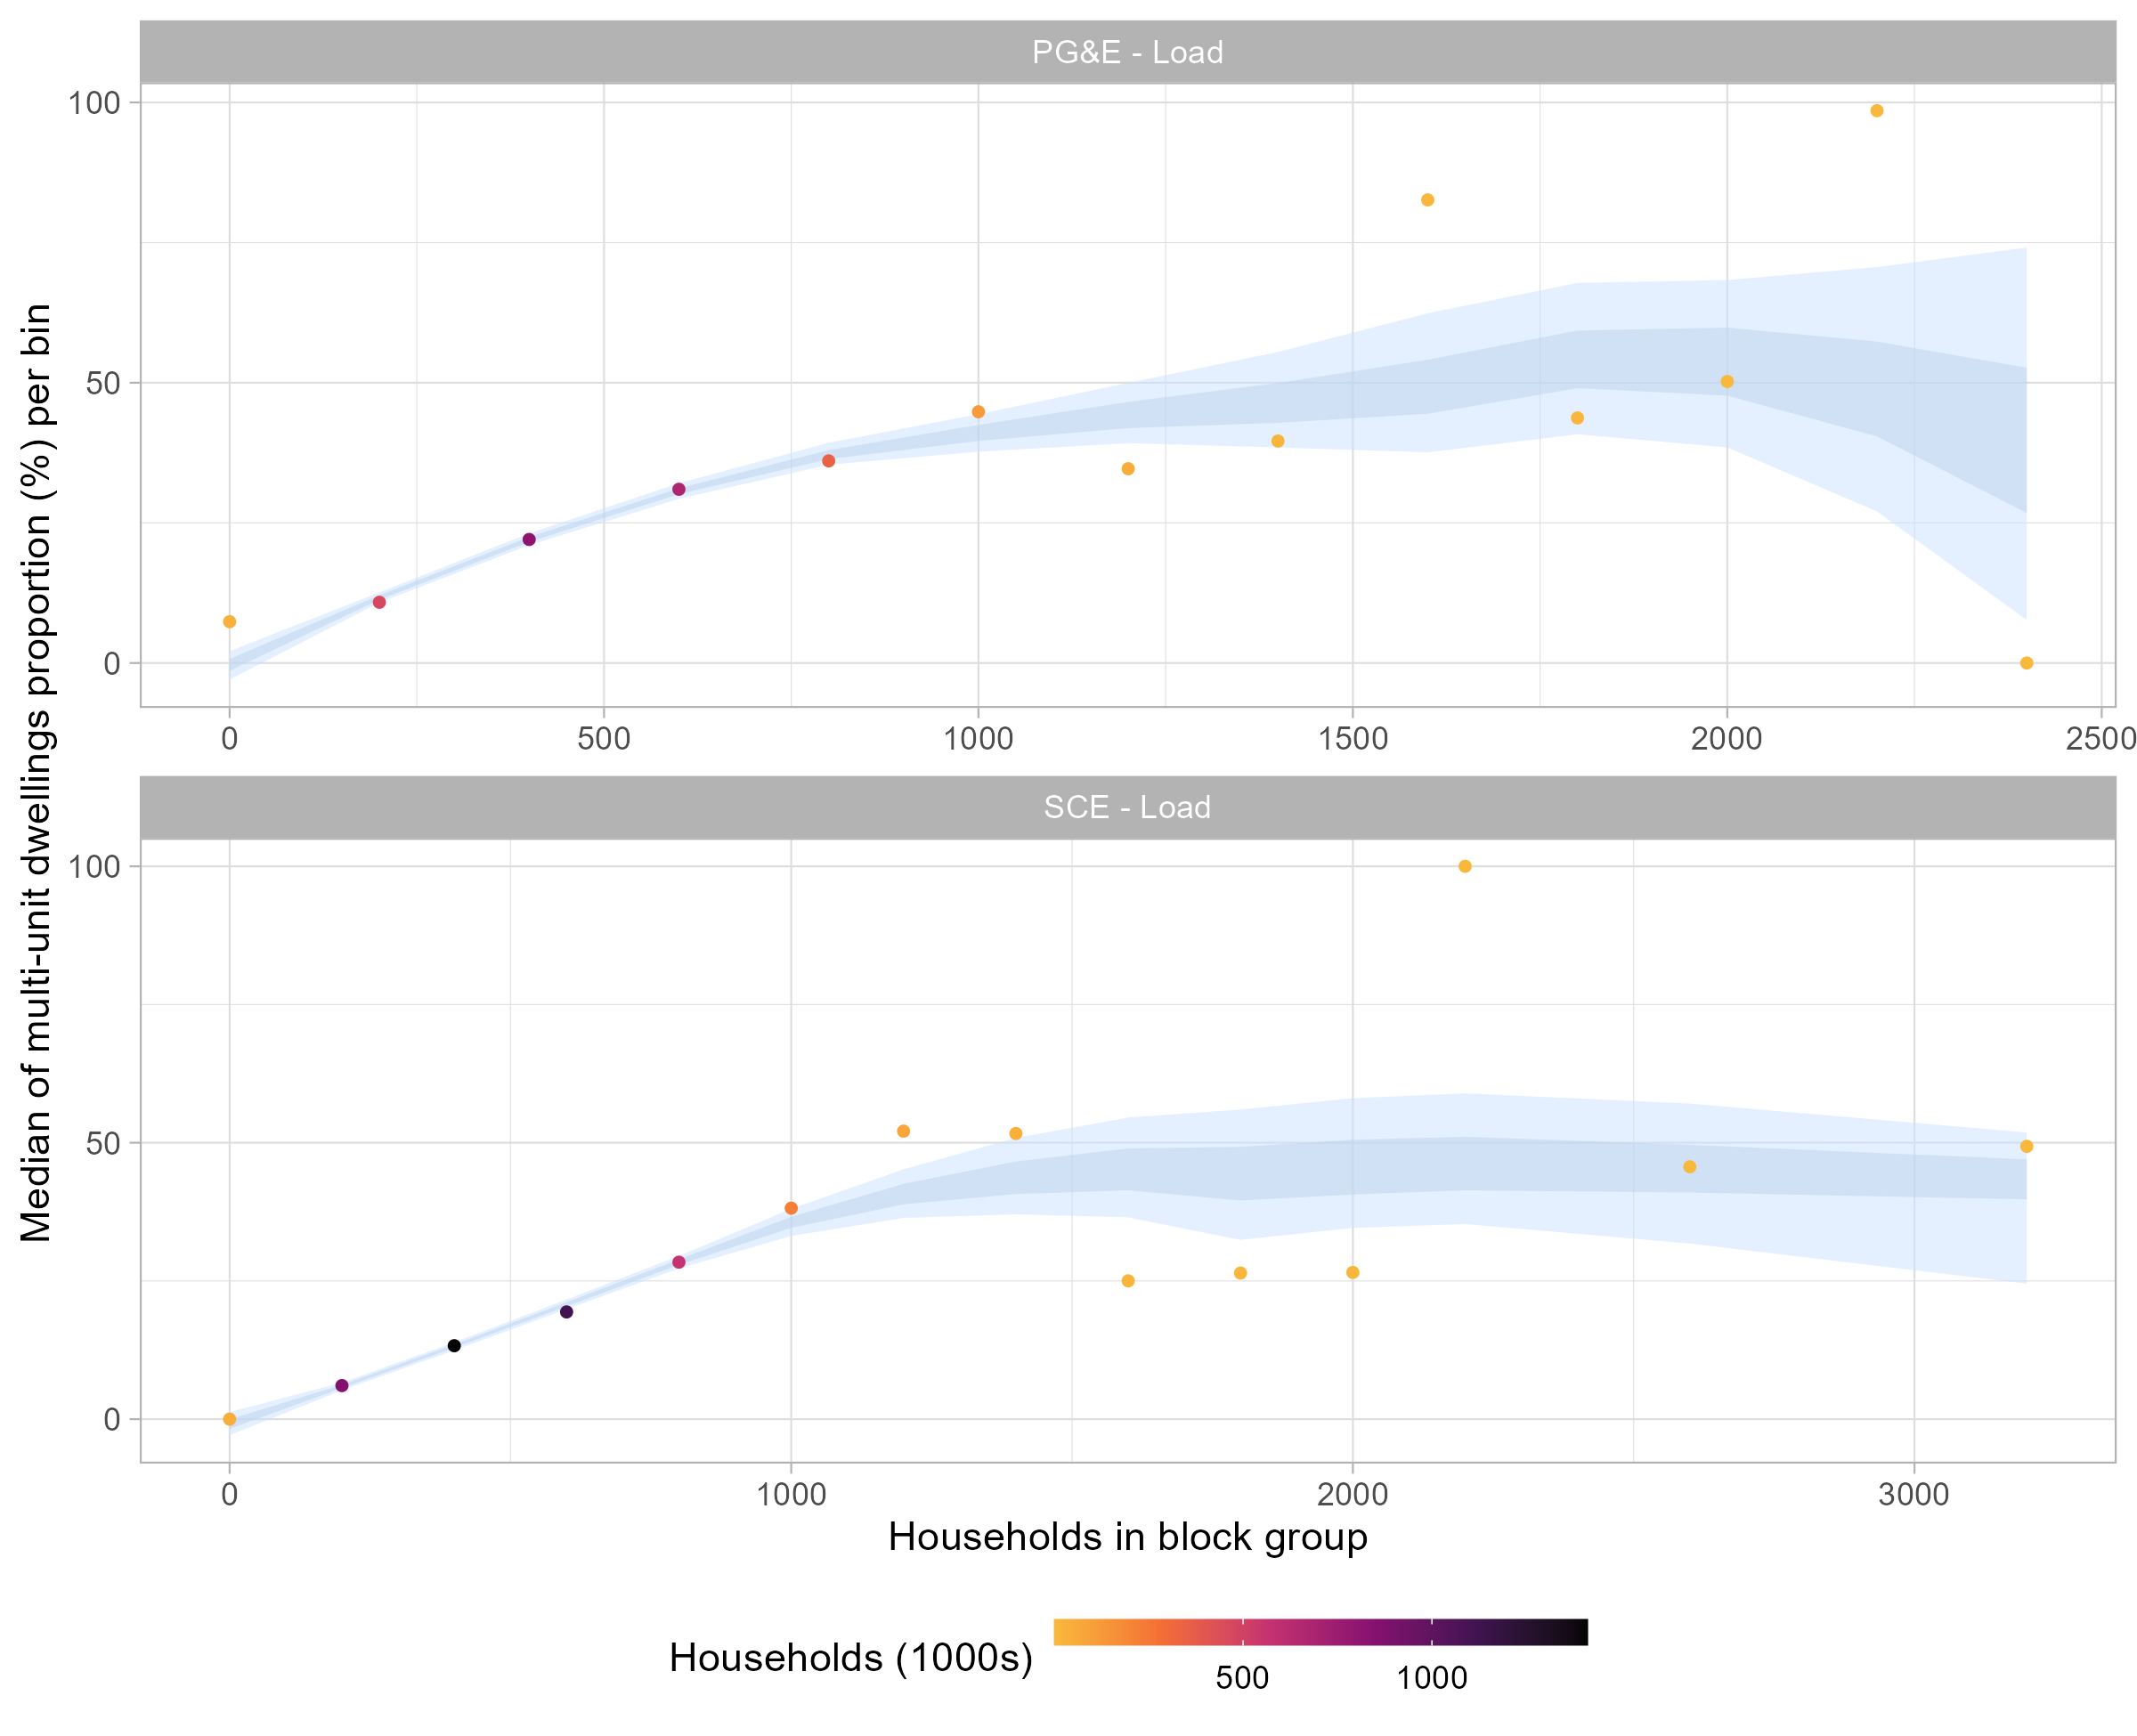 PG&E - Load
100
50
0
0 500 1000 1500 2000 2500
SCE - Load
100
50
0
0 1000 2000 3000
Median of multi-unit dwellings proportion (%) per bin
Households in block group
Households (1000s)
500 1000